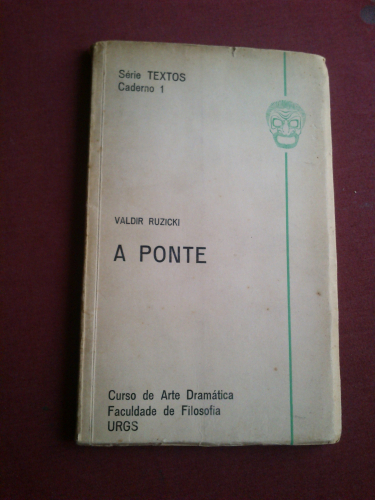 Série TEXTOS
Caderno 1
VALDIR RUZICKI
A PONTE
Curso de Arte Dramática
Faculdade de Filosofia
URGS